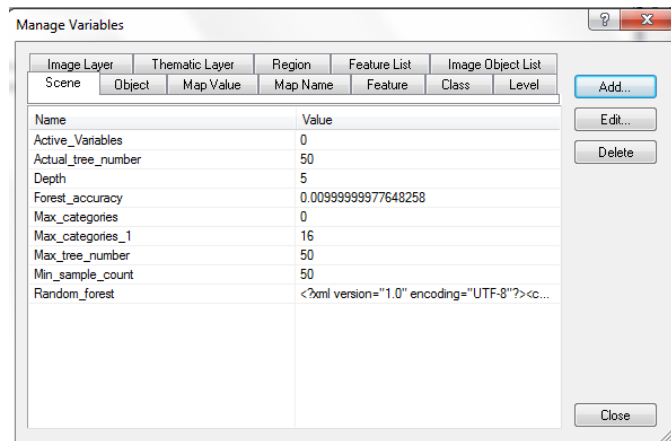 Manage Variables
? X
Image Layer Thematic Layer Region Feature List Image Object List
Scene Object Map Value Map Name Feature Class Level
Add...
Name Value
Edit...
Active_Variables 0
Actual_tree_number 50
Delete
Depth 5
Forest_accuracy 0.00999999977648258
Max_categories 0
Max_categories_1 16
Max_tree_number 50
Min_sample_count 50
Random_forest <?xml version="1.0" encoding="UTF-8"?><c...
Close